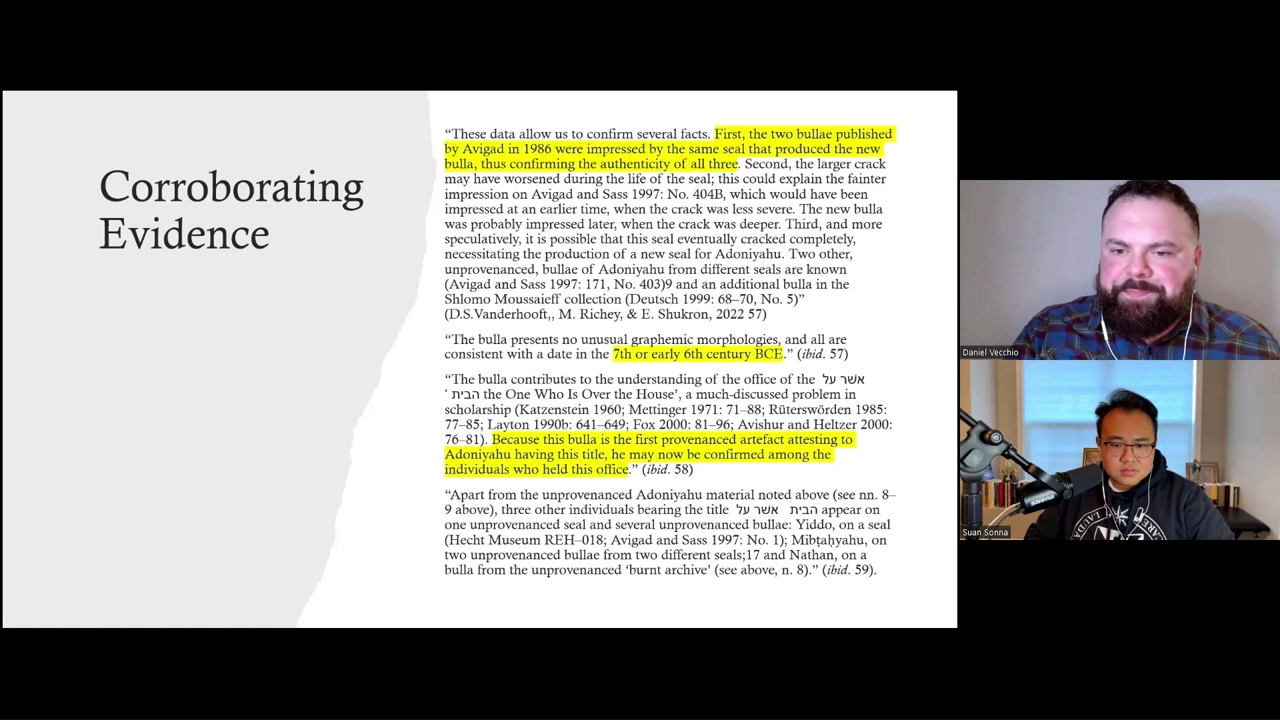 Corroborating
Evidence
“These data allow us to confirm several facts. First, the two bullae published
by Avigad in 1986 were impressed by the same seal that produced the new
bulla, thus confirming the authenticity of all three. Second, the larger crack
may have worsened during the life of the seal; this could explain the fainter
impression on Avigad and Sass 1997: No. 404B, which would have been
impressed at an earlier time, when the crack was less severe. The new bulla
was probably impressed later, when the crack was deeper. Third, and more
speculatively, it is possible that this seal eventually cracked completely,
necessitating the production of a new seal for Adoniyahu. Two other,
unprovenanced, bullae of Adoniyahu from different seals are known
(Avigad and Sass 1997: 171, No. 403)9 and an additional bulla in the
Shlomo Moussaieff collection (Deutsch 1999: 68–70, No. 5)”
(D.S.Vanderhooft,, M. Richey, & E. Shukron, 2022 57)
“The bulla presents no unusual graphemic morphologies, and all are
consistent with a date in the 7th or early 6th century BCE.” (ibid. 57)
“The bulla contributes to the understanding of the office of the אשר על
‘ הבית the One Who Is Over the House’, a much-discussed problem in
scholarship (Katzenstein 1960; Mettinger 1971: 71–88; Rüterswörden 1985:
77–85; Layton 1990b: 641–649; Fox 2000: 81–96; Avishur and Heltzer 2000:
76–81). Because this bulla is the first provenanced artefact attesting to
Adoniyahu having this title, he may now be confirmed among the
individuals who held this office.” (ibid. 58)
“Apart from the unprovenanced Adoniyahu material noted above (see nn. 8–
9 above), three other individuals bearing the title הבית אשר על appear on
one unprovenanced seal and several unprovenanced bullae: Yiddo, on a seal
(Hecht Museum REH–018; Avigad and Sass 1997: No. 1); Mibṭaḥyahu, on
two unprovenanced bullae from two different seals;17 and Nathan, on a
bulla from the unprovenanced ‘burnt archive’ (see above, n. 8).” (ibid. 59).
Daniel Vecchio
Suan Sonna
LAUDA